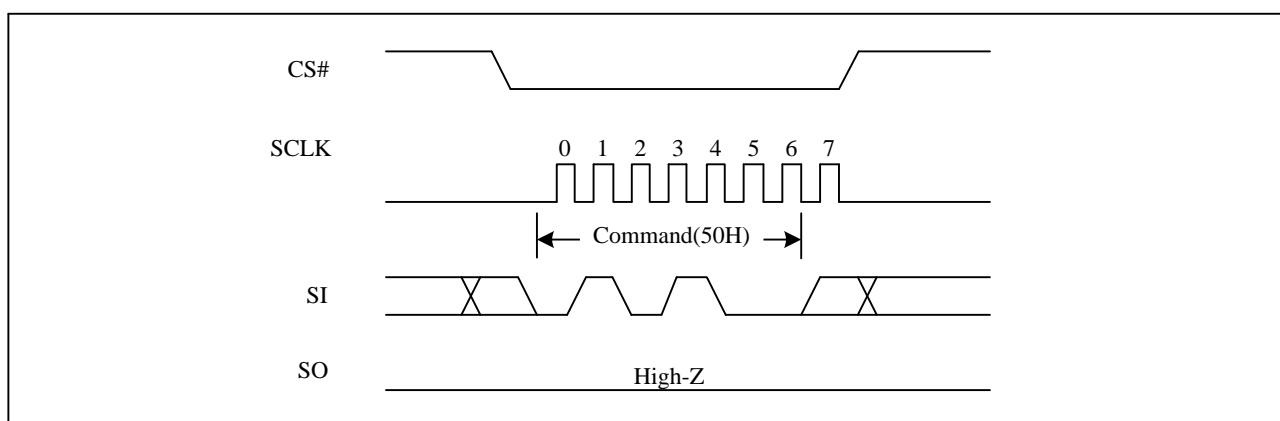 CS#
SCLK
0 1 2 3 4 5 6 7
Command(50H)
SI
SO
High-Z